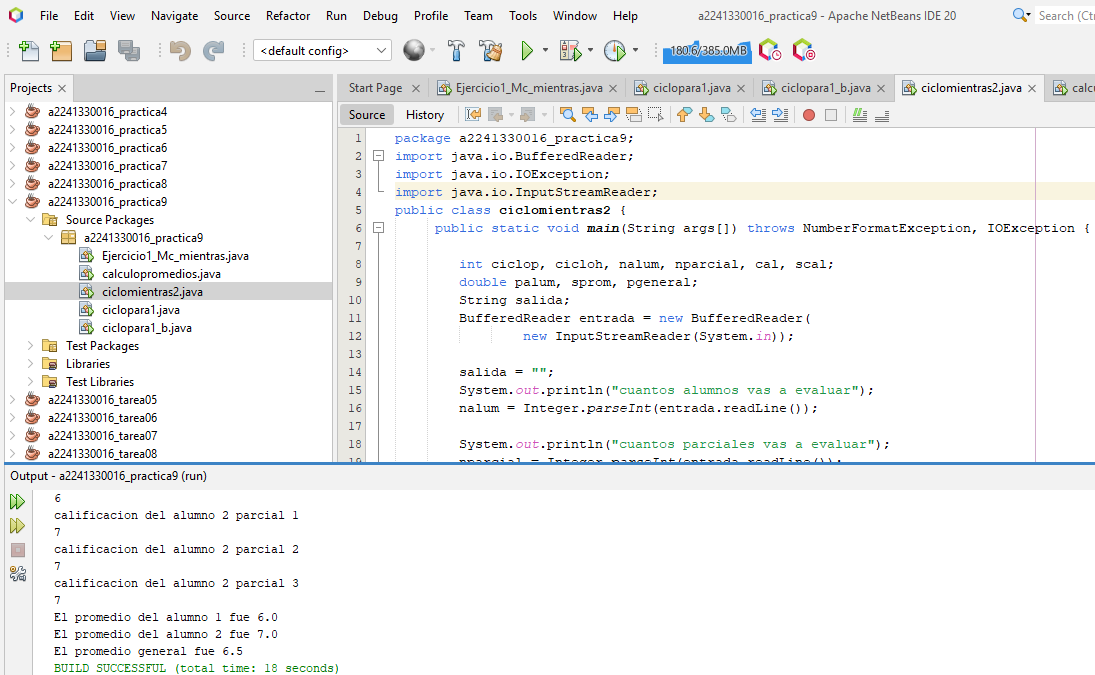 File Edit View Navigate Source Refactor Run Debug Profile Team Tools Window Help a2241330016_practica9 - Apache NetBeans IDE 20 Search (Ctr
<default config> 180.6/385.0MB
Projects
a2241330016_practica4
a2241330016_practica5
a2241330016_practica6
a2241330016_practica7
a2241330016_practica8
a2241330016_practica9
Source Packages
a2241330016_practica9
Ejercicio1_Mc_mientras.java
calculopromedios.java
ciclomientras2.java
ciclopara1.java
ciclopara1_b.java
Test Packages
Libraries
Test Libraries
a2241330016_tarea05
a2241330016_tarea06
a2241330016_tarea07
a2241330016_tarea08
Start Page Ejercicio1_Mc_mientras.java ciclopara1.java ciclopara1_b.java ciclomientras2.java calcu
Source History
1 package a2241330016_practica9;
2 import java.io.BufferedReader;
3 import java.io.IOException;
4 import java.io.InputStreamReader;
5 public class ciclomientras2 {
6 public static void main(String args[]) throws NumberFormatException, IOException {
7
8 int ciclop, cicloh, nalum, nparcial, cal, scal;
9 double palum, sprom, pgeneral;
10 String salida;
11 BufferedReader entrada = new BufferedReader(
12 new InputStreamReader(System.in));
13
14 salida = "";
15 System.out.println("cuantos alumnos vas a evaluar");
16 nalum = Integer.parseInt(entrada.readLine());
17
18 System.out.println("cuantos parciales vas a evaluar");
19 nparcial = Integer.parseInt(entrada.readLine());
Output - a2241330016_practica9 (run)
6
calificacion del alumno 2 parcial 1
7
calificacion del alumno 2 parcial 2
7
calificacion del alumno 2 parcial 3
7
El promedio del alumno 1 fue 6.0
El promedio del alumno 2 fue 7.0
El promedio general fue 6.5
BUILD SUCCESSFUL (total time: 18 seconds)